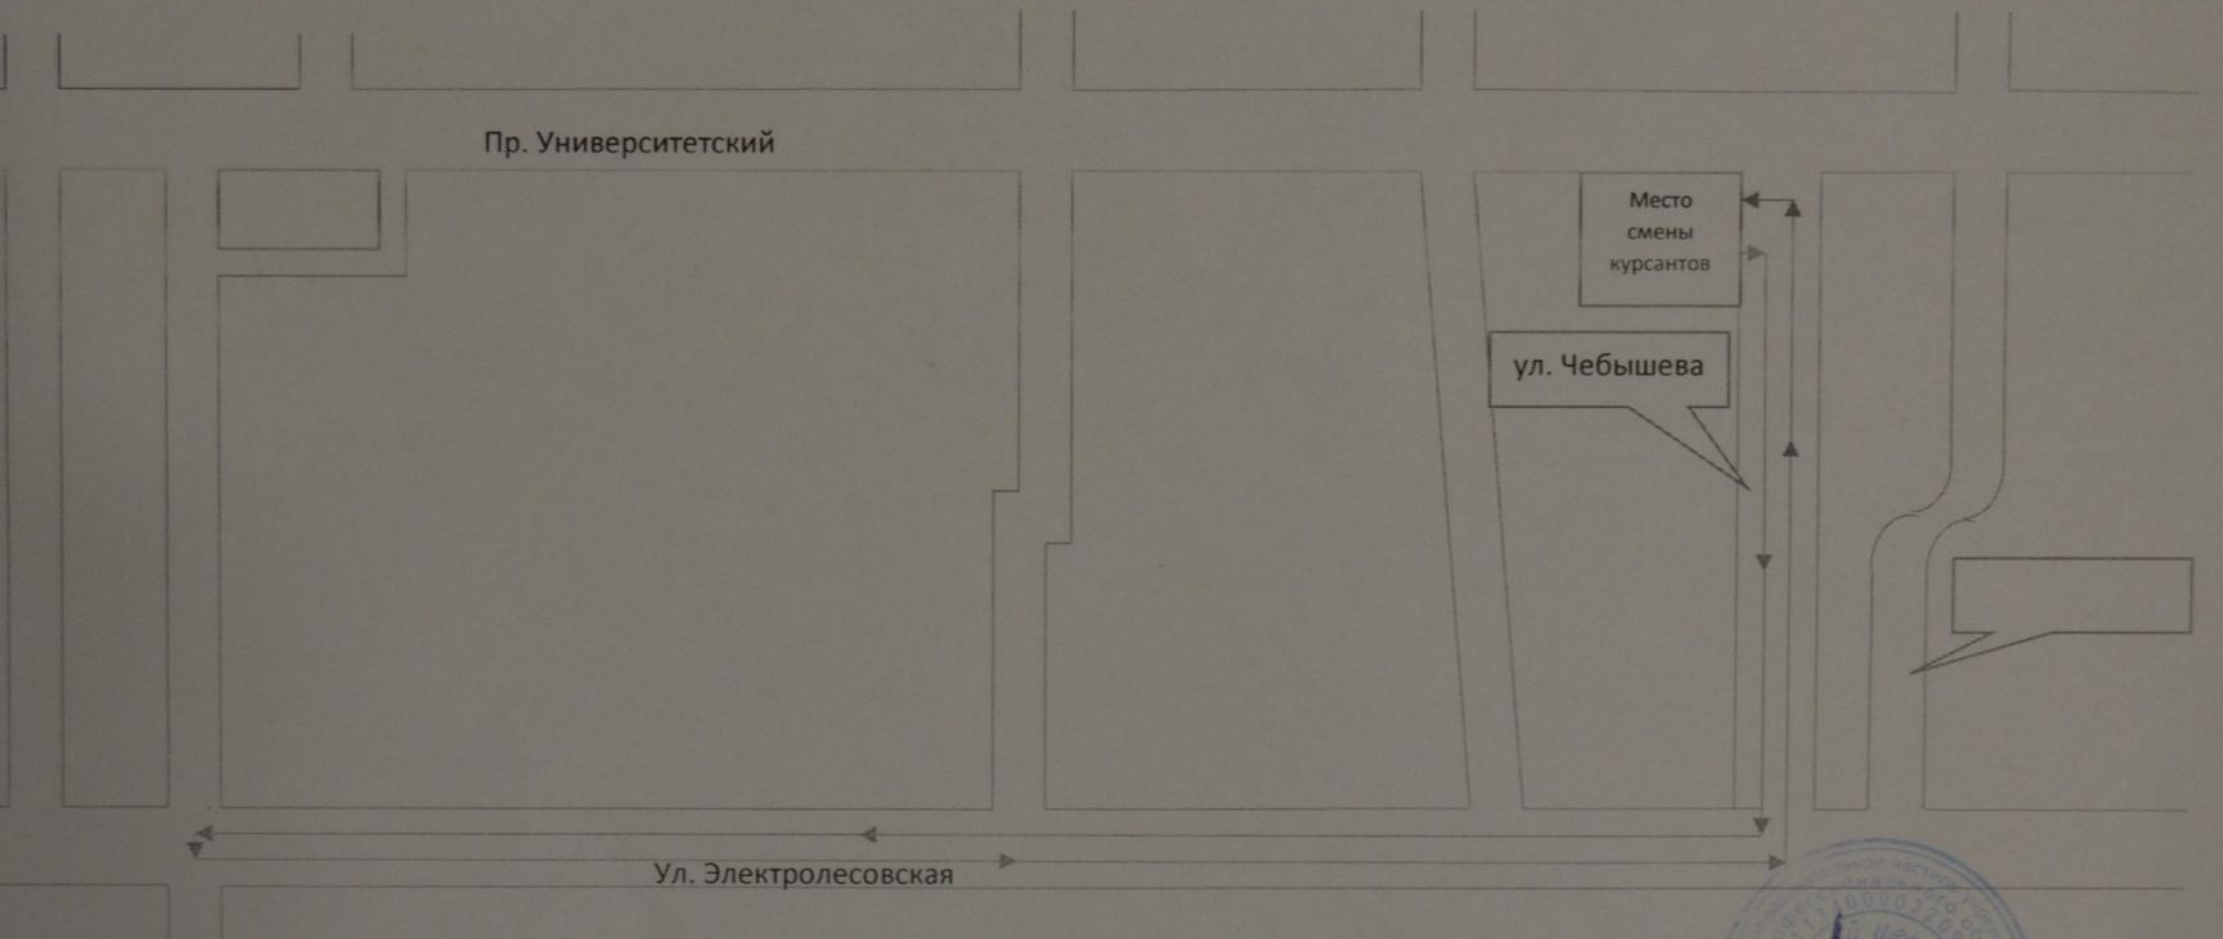 Пр. Университетский
Место
смены
курсантов
ул. Чебышева
Ул. Электролесовская